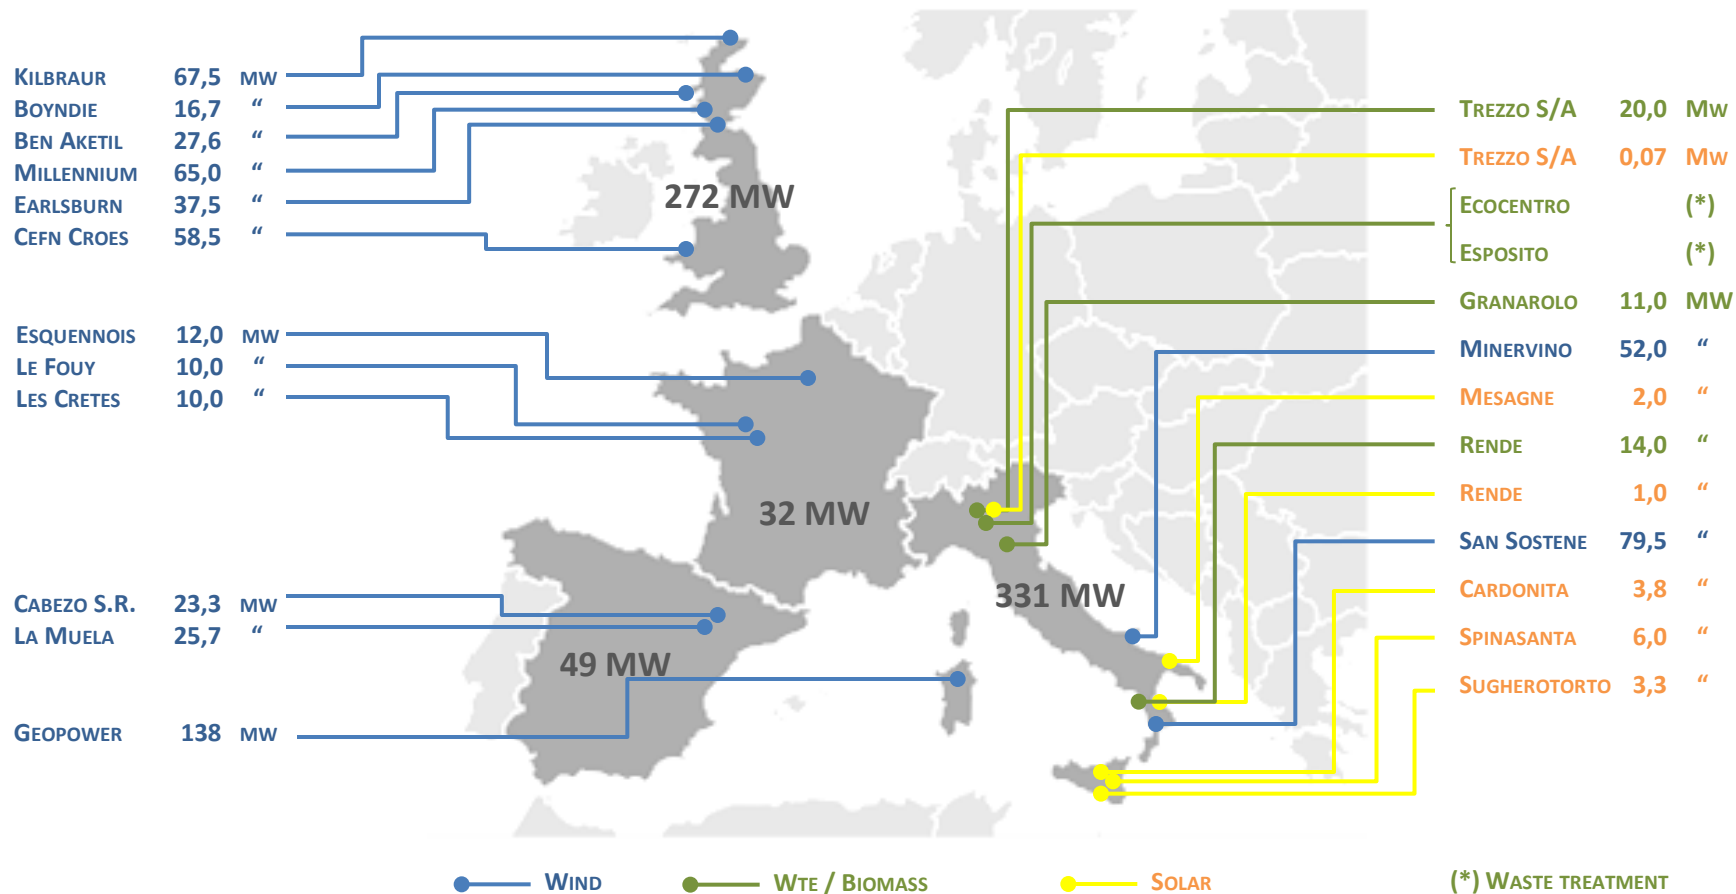 KILBRAUR 67,5 MW
BOYNDIE 16,7 “
BEN AKETIL 27,6 “
MILLENNIUM 65,0 “
EARLSBURN 37,5 “
CEFN CROES 58,5 “
ESQUENNOIS 12,0 MW
LE FOUY 10,0 “
LES CRETES 10,0 “
CABEZO S.R. 23,3 MW
LA MUELA 25,7 “
GEOPOWER 138 MW
272 MW
32 MW
49 MW
331 MW
TREZZO S/A 20,0 MW
TREZZO S/A 0,07 MW
ECOCENTRO (*)
ESPOSITO (*)
GRANAROLO 11,0 MW
MINERVINO 52,0 “
MESAGNE 2,0 “
RENDE 14,0 “
RENDE 1,0 “
SAN SOSTENE 79,5 “
CARDONITA 3,8 “
SPINASANTA 6,0 “
SUGHEROTORTO 3,3 “
WIND
WTE / BIOMASS
SOLAR
(*) WASTE TREATMENT